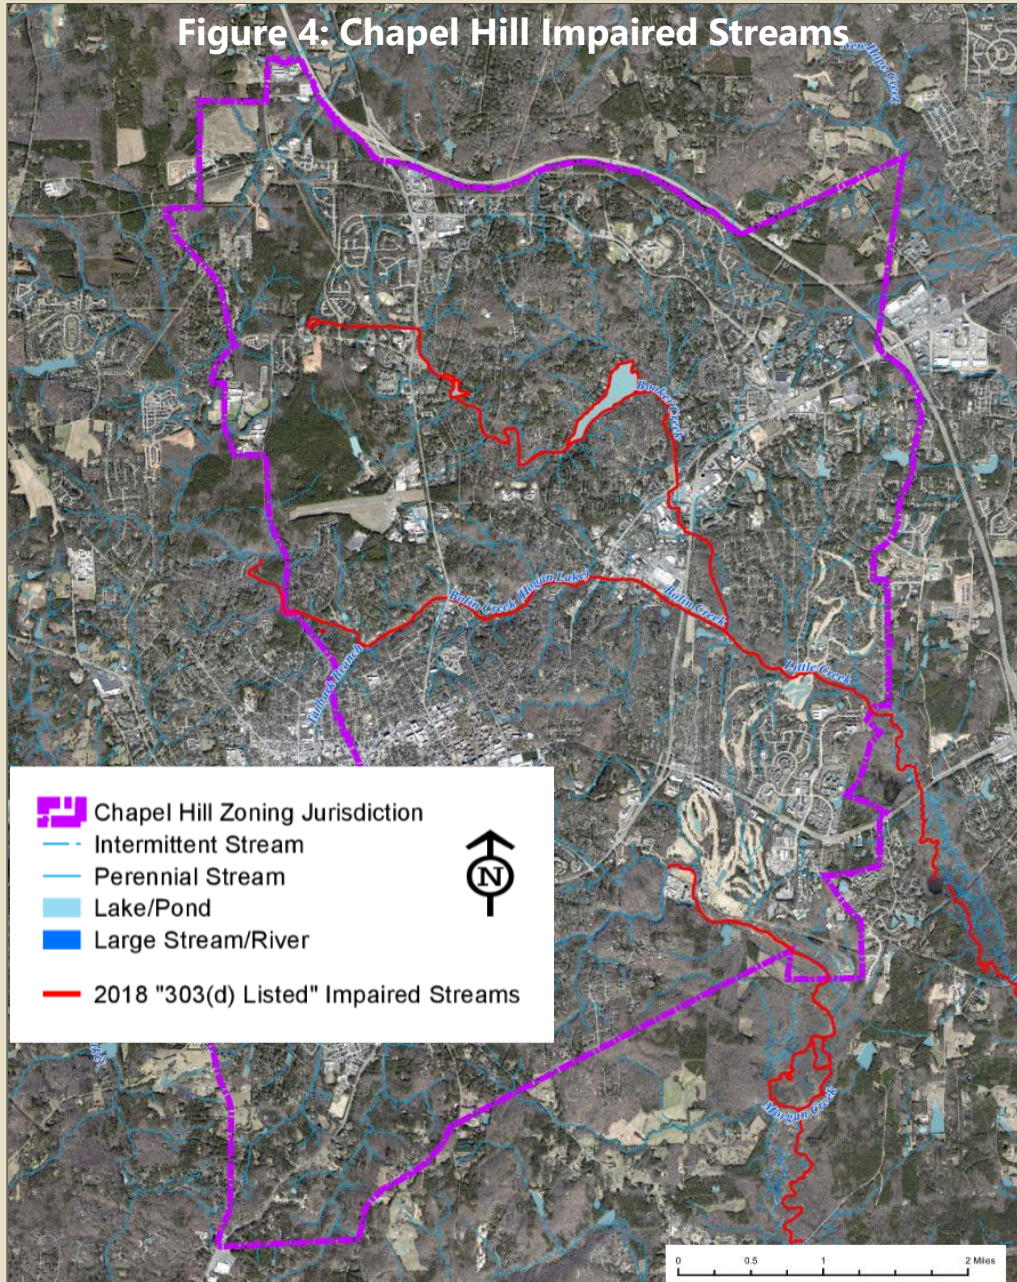 Figure 4: Chapel Hill Impaired Streams
New Hope Creek
Booker Creek
Bolin Creek (Hogan Lake)
Bolin Creek
Little Creek
Tanbark Branch
Chapel Hill Zoning Jurisdiction
Intermittent Stream
Perennial Stream
Lake/Pond
Large Stream/River
2018 "303(d) Listed" Impaired Streams
N
Morgan Creek
0 0.5 1 2 Miles